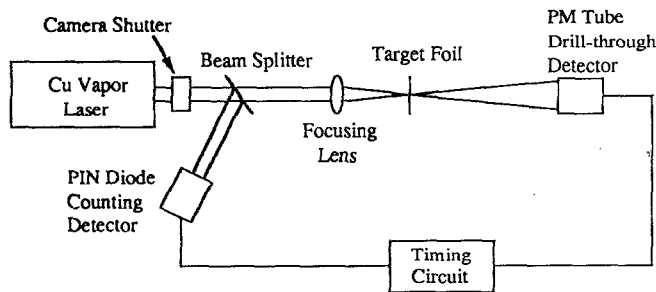 Camera Shutter
Cu Vapor
Laser
Beam Splitter
Target Foil
PM Tube
Drill-through
Detector
Focusing
Lens
PIN Diode
Counting
Detector
Timing
Circuit